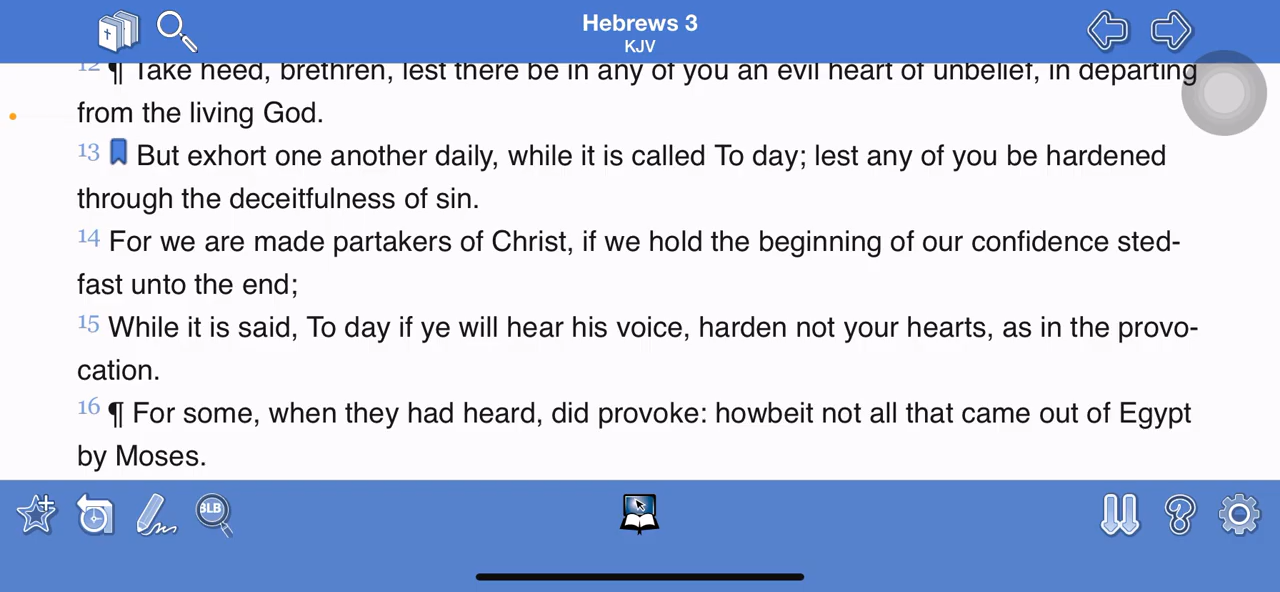 Hebrews 3
KJV
12 ¶ Take heed, brethren, lest there be in any of you an evil heart of unbelief, in departing
from the living God.
13 But exhort one another daily, while it is called To day; lest any of you be hardened
through the deceitfulness of sin.
14 For we are made partakers of Christ, if we hold the beginning of our confidence sted-
fast unto the end;
15 While it is said, To day if ye will hear his voice, harden not your hearts, as in the provo-
cation.
16 ¶ For some, when they had heard, did provoke: howbeit not all that came out of Egypt
by Moses.
BLB